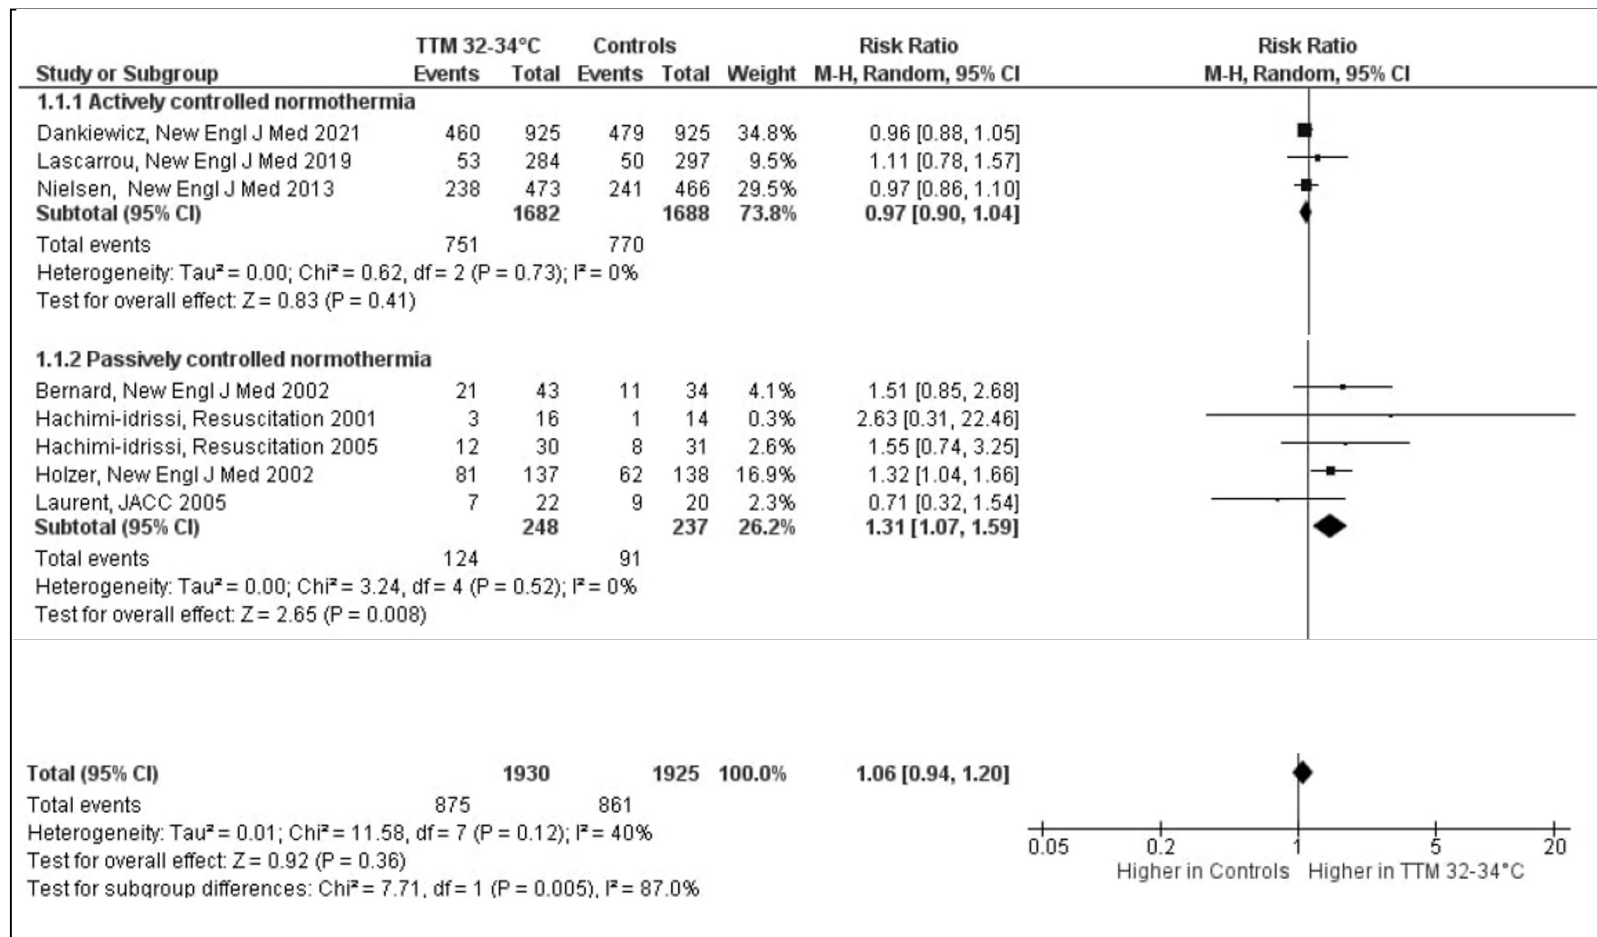 TTM 32-34°C Controls Risk Ratio Risk Ratio
Study or Subgroup Events Total Events Total Weight M-H, Random, 95% CI M-H, Random, 95% CI
1.1.1 Actively controlled normothermia
Dankiewicz, New Engl J Med 2021 460 925 479 925 34.8% 0.96 [0.88, 1.05]
Lascarrou, New Engl J Med 2019 53 284 50 297 9.5% 1.11 [0.78, 1.57]
Nielsen, New Engl J Med 2013 238 473 241 466 29.5% 0.97 [0.86, 1.10]
Subtotal (95% CI) 1682 1688 73.8% 0.97 [0.90, 1.04]
Total events 751 770
Heterogeneity: Tau² = 0.00; Chi² = 0.62, df = 2 (P = 0.73); I² = 0%
Test for overall effect: Z = 0.83 (P = 0.41)
1.1.2 Passively controlled normothermia
Bernard, New Engl J Med 2002 21 43 11 34 4.1% 1.51 [0.85, 2.68]
Hachimi-idrissi, Resuscitation 2001 3 16 1 14 0.3% 2.63 [0.31, 22.46]
Hachimi-idrissi, Resuscitation 2005 12 30 8 31 2.6% 1.55 [0.74, 3.25]
Holzer, New Engl J Med 2002 81 137 62 138 16.9% 1.32 [1.04, 1.66]
Laurent, JACC 2005 7 22 9 20 2.3% 0.71 [0.32, 1.54]
Subtotal (95% CI) 248 237 26.2% 1.31 [1.07, 1.59]
Total events 124 91
Heterogeneity: Tau² = 0.00; Chi² = 3.24, df = 4 (P = 0.52); I² = 0%
Test for overall effect: Z = 2.65 (P = 0.008)
Total (95% CI) 1930 1925 100.0% 1.06 [0.94, 1.20]
Total events 875 861
Heterogeneity: Tau² = 0.01; Chi² = 11.58, df = 7 (P = 0.12); I² = 40%
Test for overall effect: Z = 0.92 (P = 0.36)
Test for subgroup differences: Chi² = 7.71, df = 1 (P = 0.005), I² = 87.0%
0.05 0.2 1 5 20
Higher in Controls Higher in TTM 32-34°C